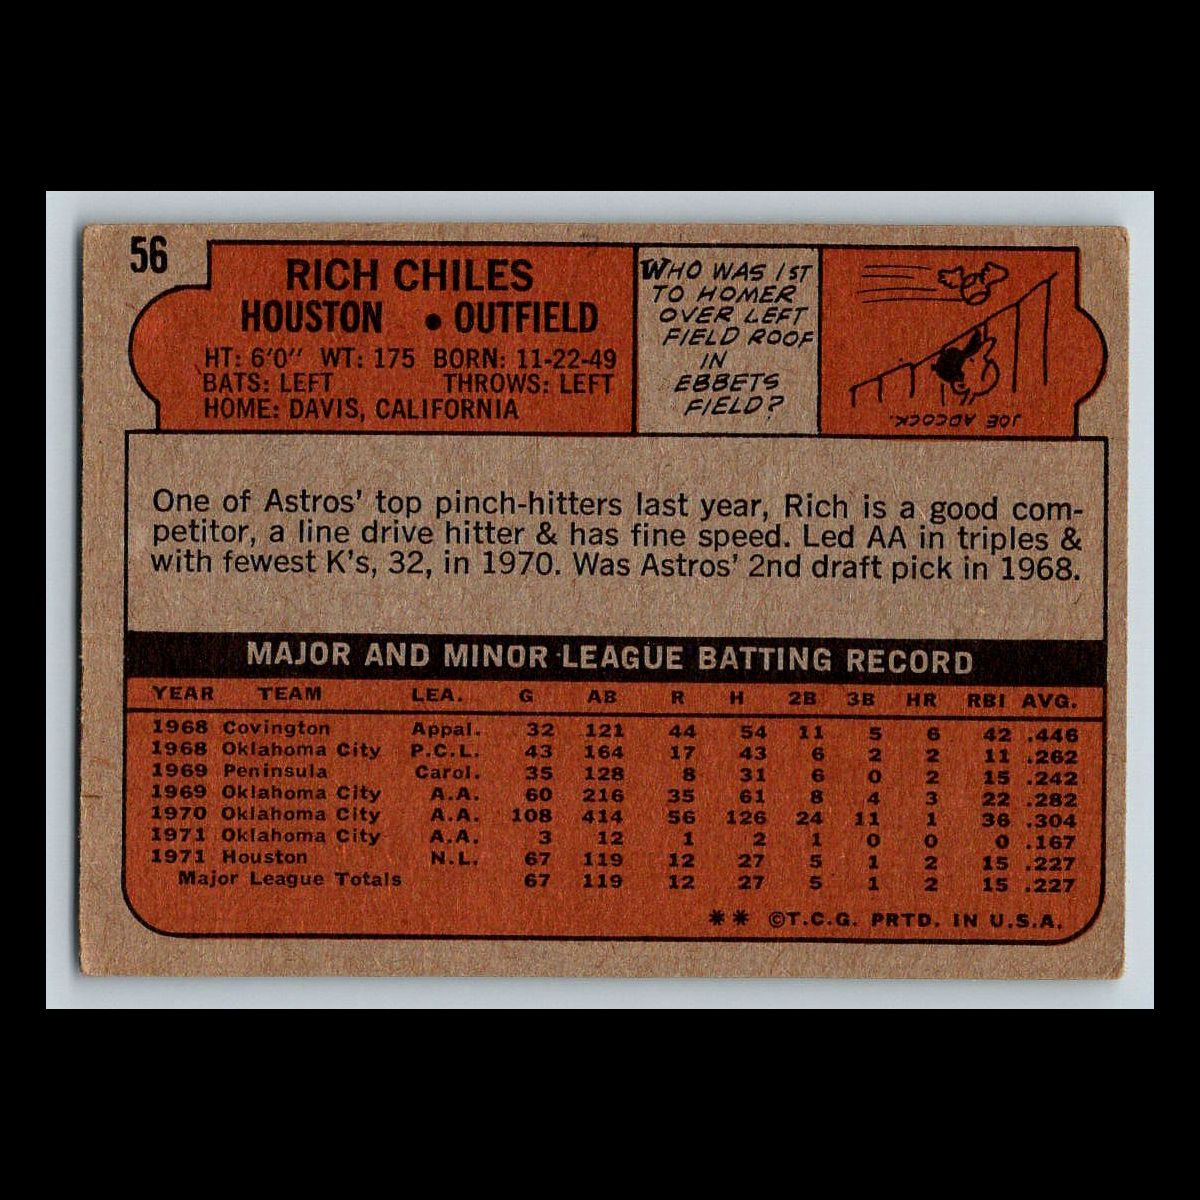 56
RICH CHILES
HOUSTON • OUTFIELD
HT: 6'0" WT: 175 BORN: 11-22-49
BATS: LEFT THROWS: LEFT
HOME: DAVIS, CALIFORNIA
WHO WAS 1ST
TO HOMER
OVER LEFT
FIELD ROOF
IN
EBBETS
FIELD?
JOE ADCOCK.
One of Astros' top pinch-hitters last year, Rich is a good com-
petitor, a line drive hitter & has fine speed. Led AA in triples &
with fewest K's, 32, in 1970. Was Astros' 2nd draft pick in 1968.
MAJOR AND MINOR LEAGUE BATTING RECORD
YEAR TEAM LEA. G AB R H 2B 3B HR RBI AVG.
1968 Covington Appal. 32 121 44 54 11 5 6 42 .446
1968 Oklahoma City P.C.L. 43 164 17 43 6 2 2 11 .262
1969 Peninsula Carol. 35 128 8 31 6 0 2 15 .242
1969 Oklahoma City A.A. 60 216 35 61 8 4 3 22 .282
1970 Oklahoma City A.A. 108 414 56 126 24 11 1 36 .304
1971 Oklahoma City A.A. 3 12 1 2 1 0 0 0 .167
1971 Houston N.L. 67 119 12 27 5 1 2 15 .227
Major League Totals 67 119 12 27 5 1 2 15 .227
** ©T.C.G. PRTD. IN U.S.A.